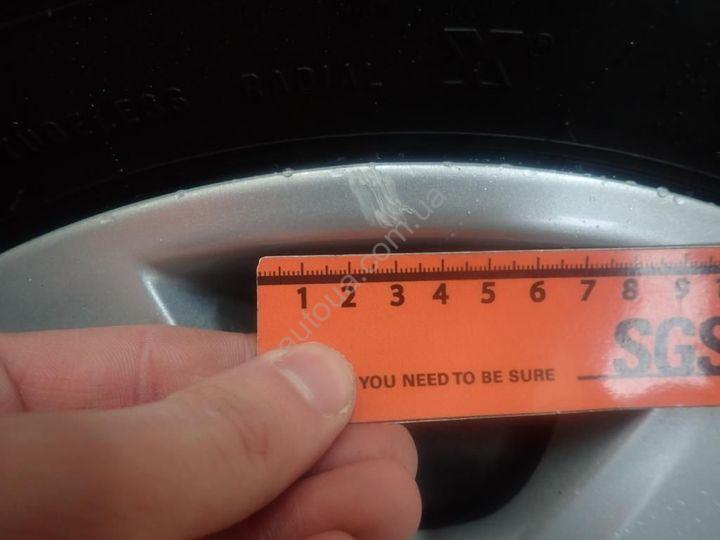 TUBELESS RADIAL X®
autoua.com.ua
1 2 3 4 5 6 7 8 9
SGS
YOU NEED TO BE SURE